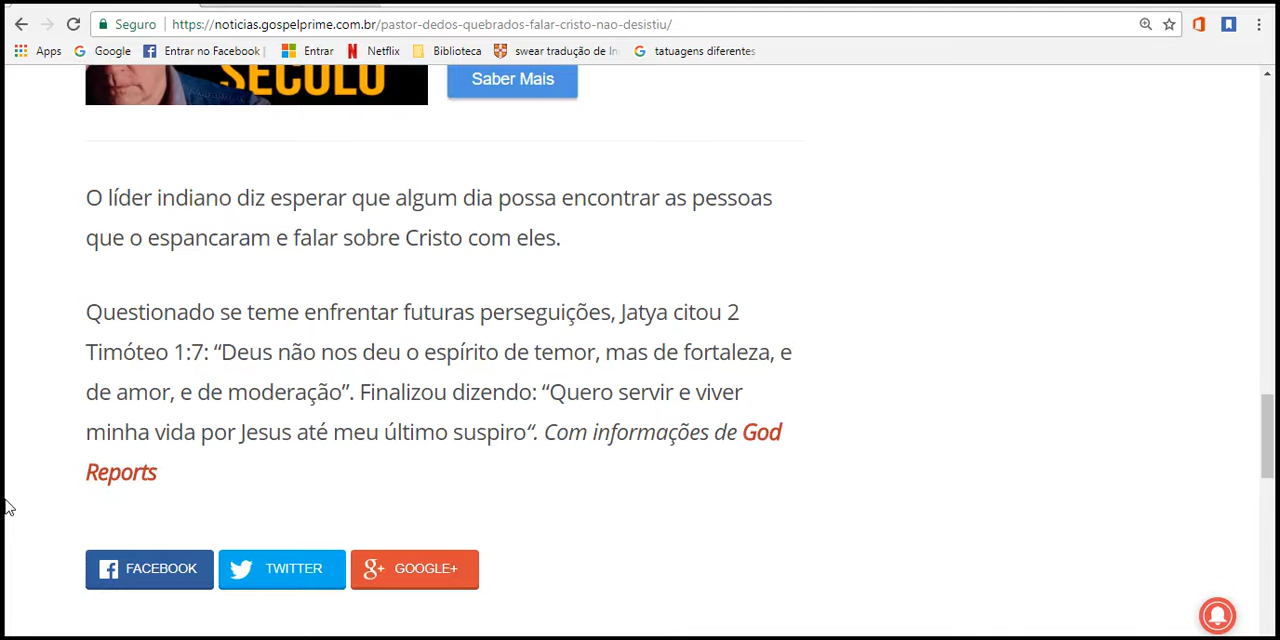 Seguro https://noticias.gospelprime.com.br/pastor-dedos-quebrados-falar-cristo-nao-desistiu/
Apps Google Entrar no Facebook | Entrar Netflix Biblioteca swear tradução de In tatuagens diferentes
SÉCULO
Saber Mais
O líder indiano diz esperar que algum dia possa encontrar as pessoas
que o espancaram e falar sobre Cristo com eles.
Questionado se teme enfrentar futuras perseguições, Jatya citou 2
Timóteo 1:7: “Deus não nos deu o espírito de temor, mas de fortaleza, e
de amor, e de moderação”. Finalizou dizendo: “Quero servir e viver
minha vida por Jesus até meu último suspiro“. Com informações de God
Reports
FACEBOOK TWITTER GOOGLE+